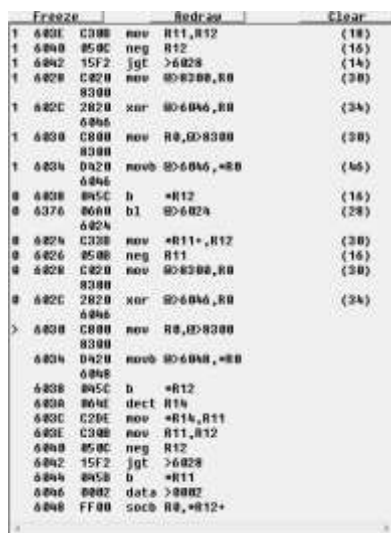 Freeze Redraw Clear
1 603E C30B mov R11,R12 (18)
1 6040 050C neg R12 (16)
1 6042 15F2 jgt >6028 (14)
1 6028 C020 mov @>8300,R0 (30)
8300
1 602C 2820 xor @>6046,R0 (34)
6046
1 6030 C800 mov R0,@>8300 (30)
8300
1 6034 D420 movb @>6046,*R0 (46)
6046
0 6038 045C b *R12 (16)
0 6376 06A0 bl @>6024 (28)
6024
0 6024 C33B mov *R11+,R12 (30)
0 6026 050B neg R11 (16)
0 6028 C020 mov @>8300,R0 (30)
8300
0 602C 2820 xor @>6046,R0 (34)
6046
> 6030 C800 mov R0,@>8300
8300
6034 D420 movb @>6048,*R0
6048
6038 045C b *R12
603A 064E dect R14
603C C2DE mov *R14,R11
603E C30B mov R11,R12
6040 050C neg R12
6042 15F2 jgt >6028
6044 045B b *R11
6046 0002 data >0002
6048 FF00 socb R0,*R12+